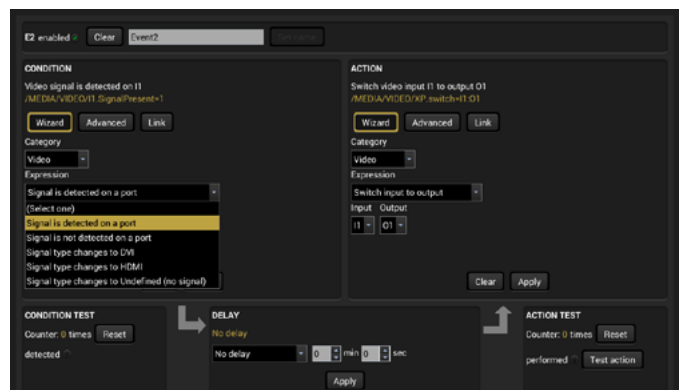 E2 enabled Clear Event2 Set name
CONDITION
Video signal is detected on I1
/MEDIA/VIDEO/I1.SignalPresent=1
Wizard Advanced Link
Category
Video
Expression
Signal is detected on a port
(Select one)
Signal is detected on a port
Signal is not detected on a port
Signal type changes to DVI
Signal type changes to HDMI
Signal type changes to Undefined (no signal)
ACTION
Switch video input I1 to output O1
/MEDIA/VIDEO/XP.switch=I1:O1
Wizard Advanced Link
Category
Video
Expression
Switch input to output
Input Output
I1 O1
Clear Apply
CONDITION TEST
Counter: 0 times Reset
detected
DELAY
No delay
No delay 0 min 0 sec
Apply
ACTION TEST
Counter: 0 times Reset
performed Test action